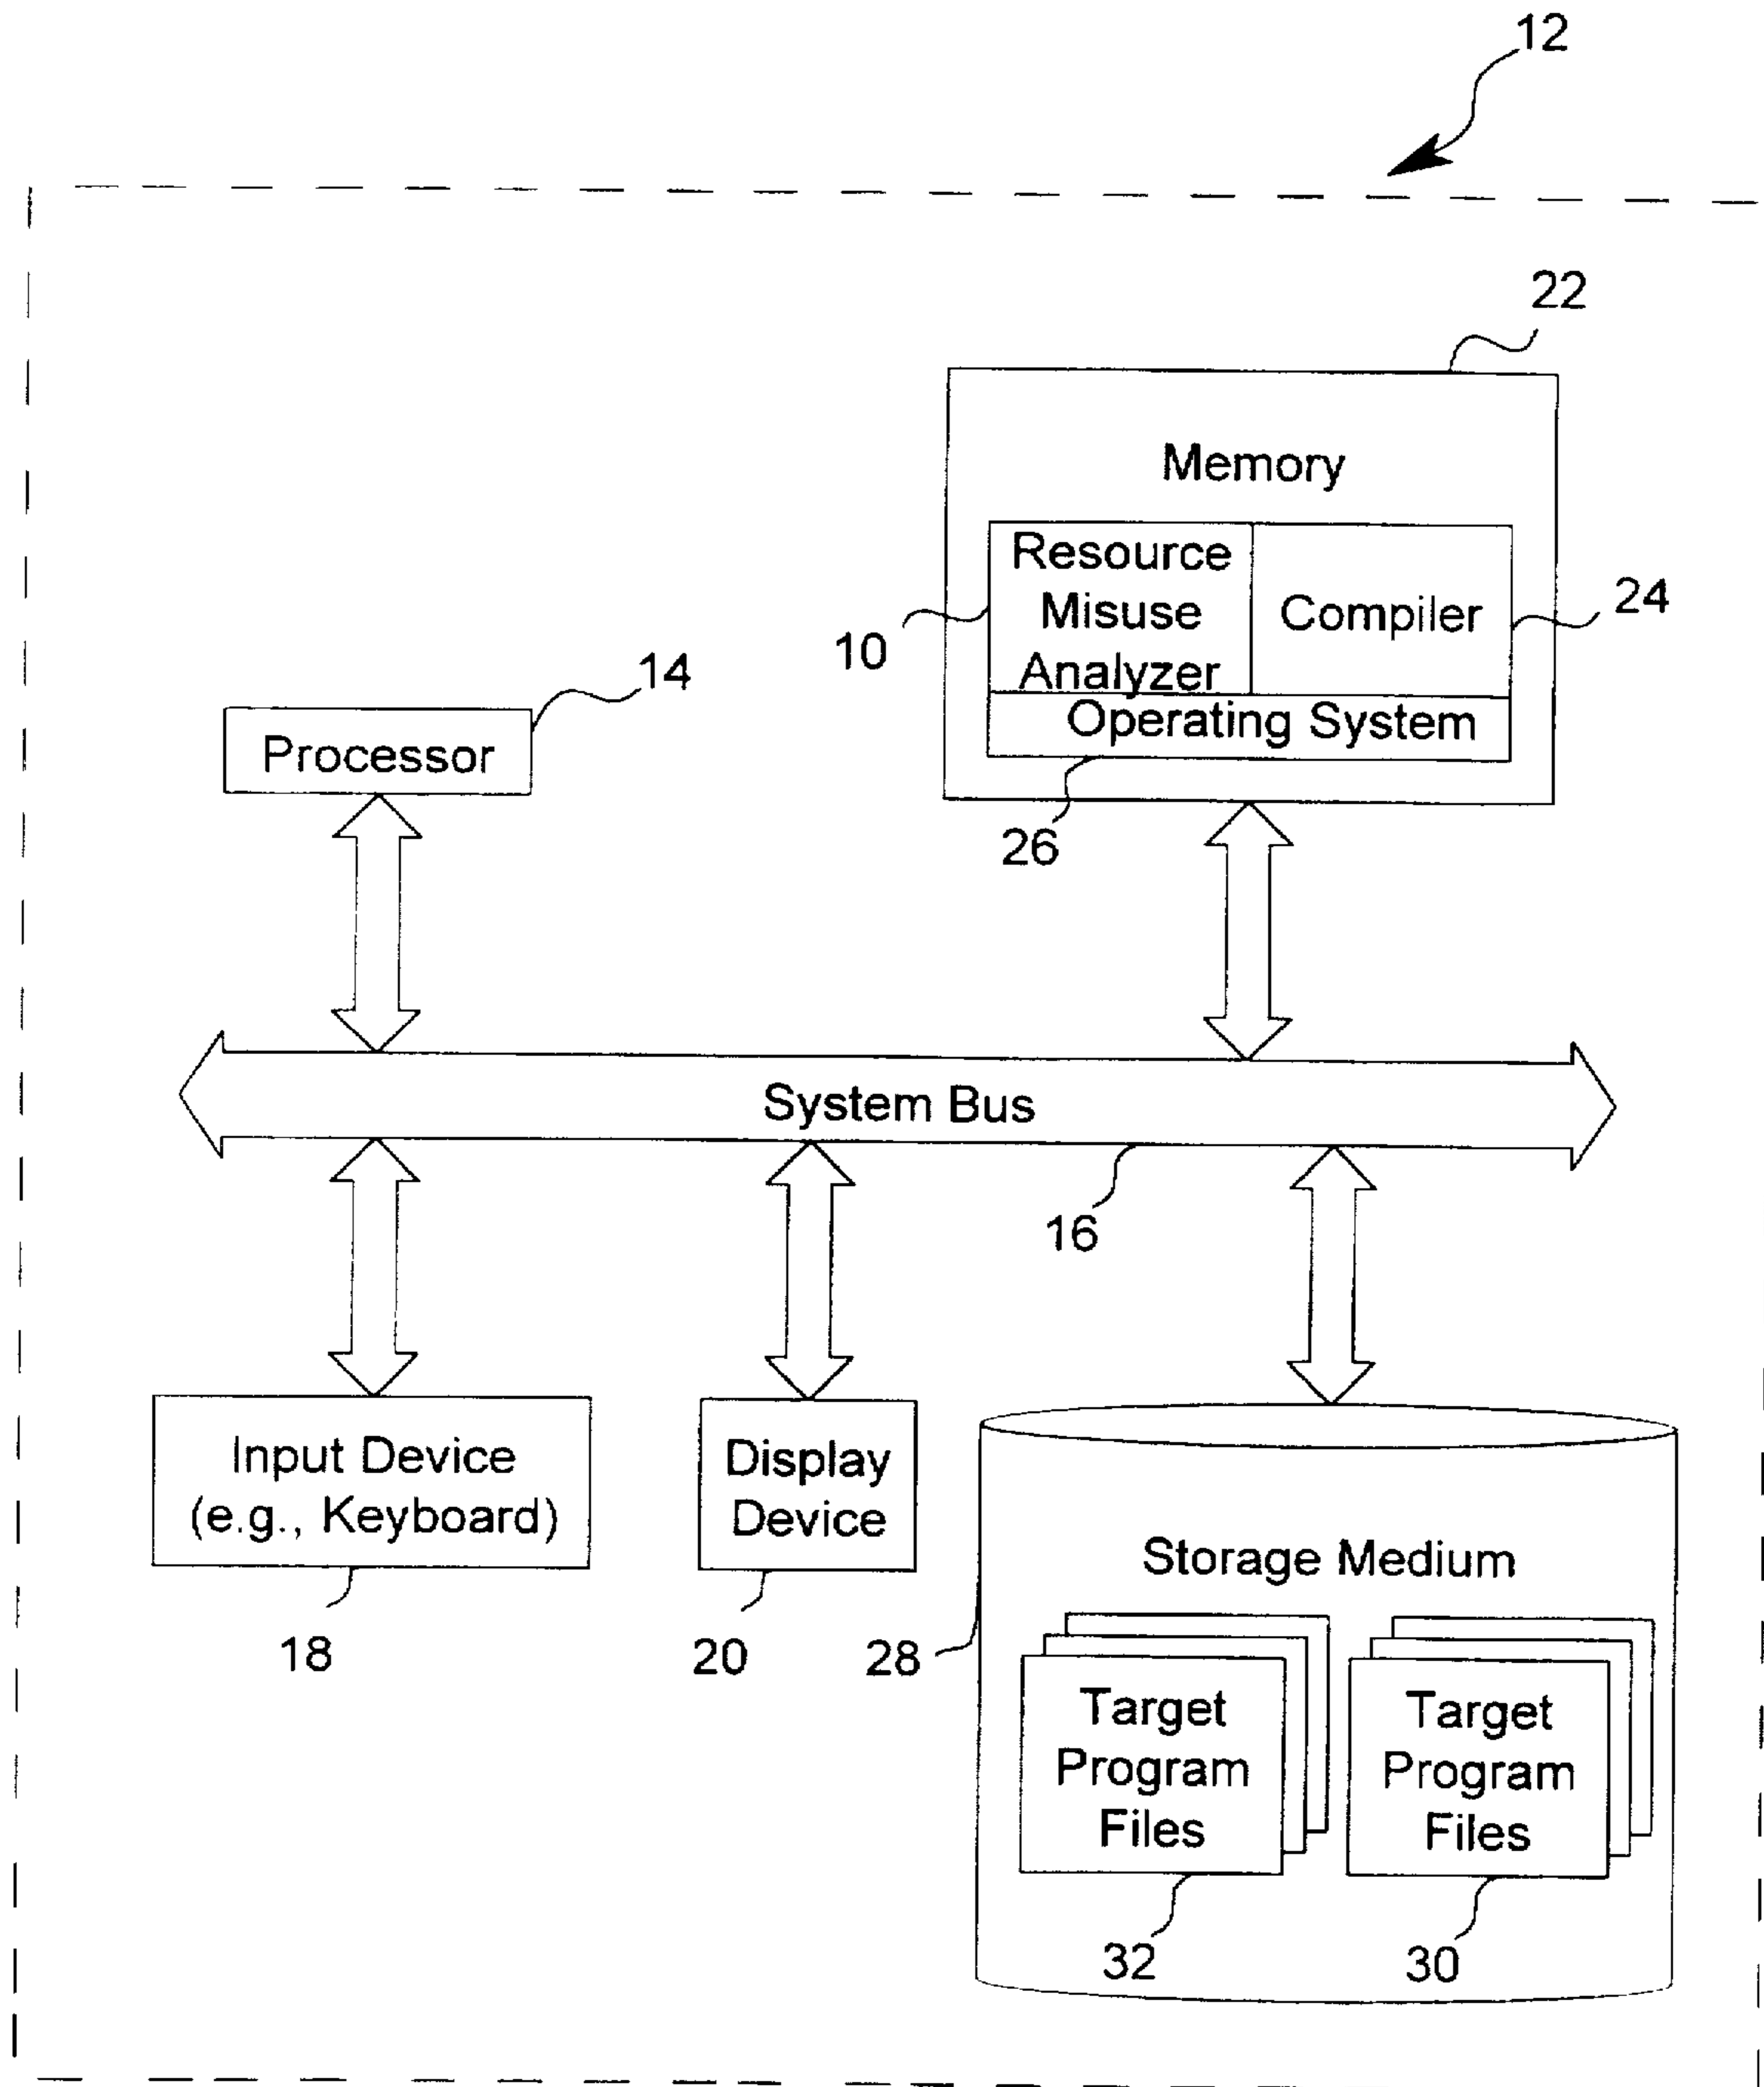 12
22
Memory
Resource
Misuse
Analyzer
Compiler
10
24
Operating System
26
14
Processor
System Bus
16
Input Device
(e.g., Keyboard)
18
Display
Device
20
Storage Medium
28
Target
Program
Files
32
Target
Program
Files
30